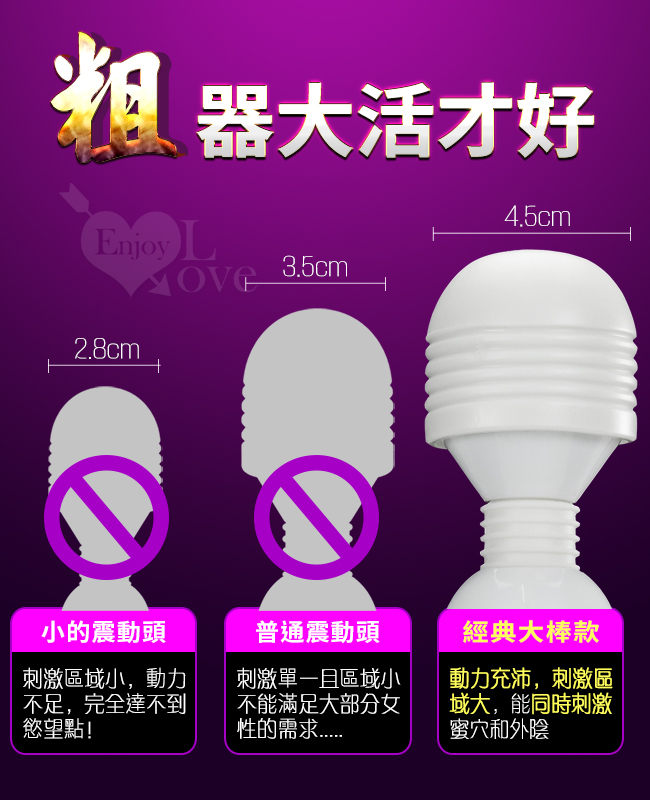 粗器大活才好
Enjoy Love
4.5cm
3.5cm
2.8cm
小的震動頭
刺激區域小，動力
不足，完全達不到
慾望點!
普通震動頭
刺激單一且區域小
不能滿足大部分女
性的需求.....
經典大棒款
動力充沛，刺激區
域大，能同時刺激
蜜穴和外陰